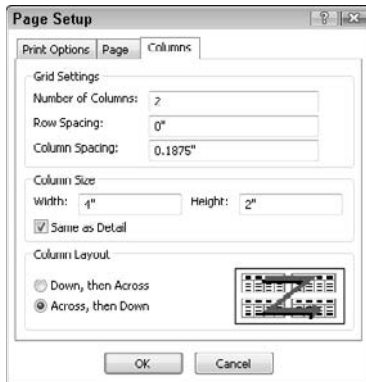 Page Setup
Print Options Page Columns
Grid Settings
Number of Columns: 2
Row Spacing: 0"
Column Spacing: 0.1875"
Column Size
Width: 4" Height: 2"
Same as Detail
Column Layout
Down, then Across
Across, then Down
OK Cancel